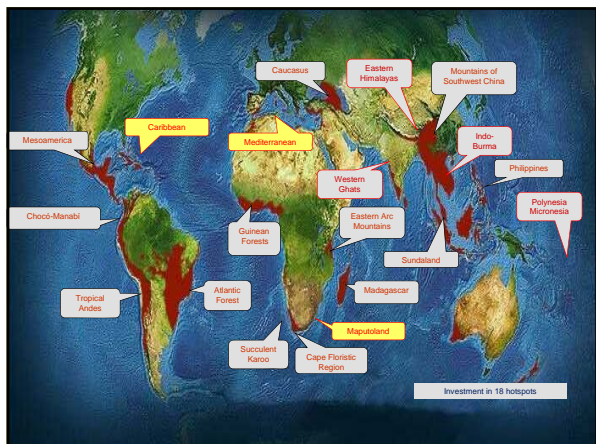 Caucasus
Eastern
Himalayas
Mountains of
Southwest China
Mesoamerica
Caribbean
Mediterranean
Indo-
Burma
Western
Ghats
Philippines
Polynesia
Micronesia
Chocó-Manabí
Guinean
Forests
Eastern Arc
Mountains
Sundaland
Tropical
Andes
Atlantic
Forest
Madagascar
Maputoland
Succulent
Karoo
Cape Floristic
Region
Investment in 18 hotspots